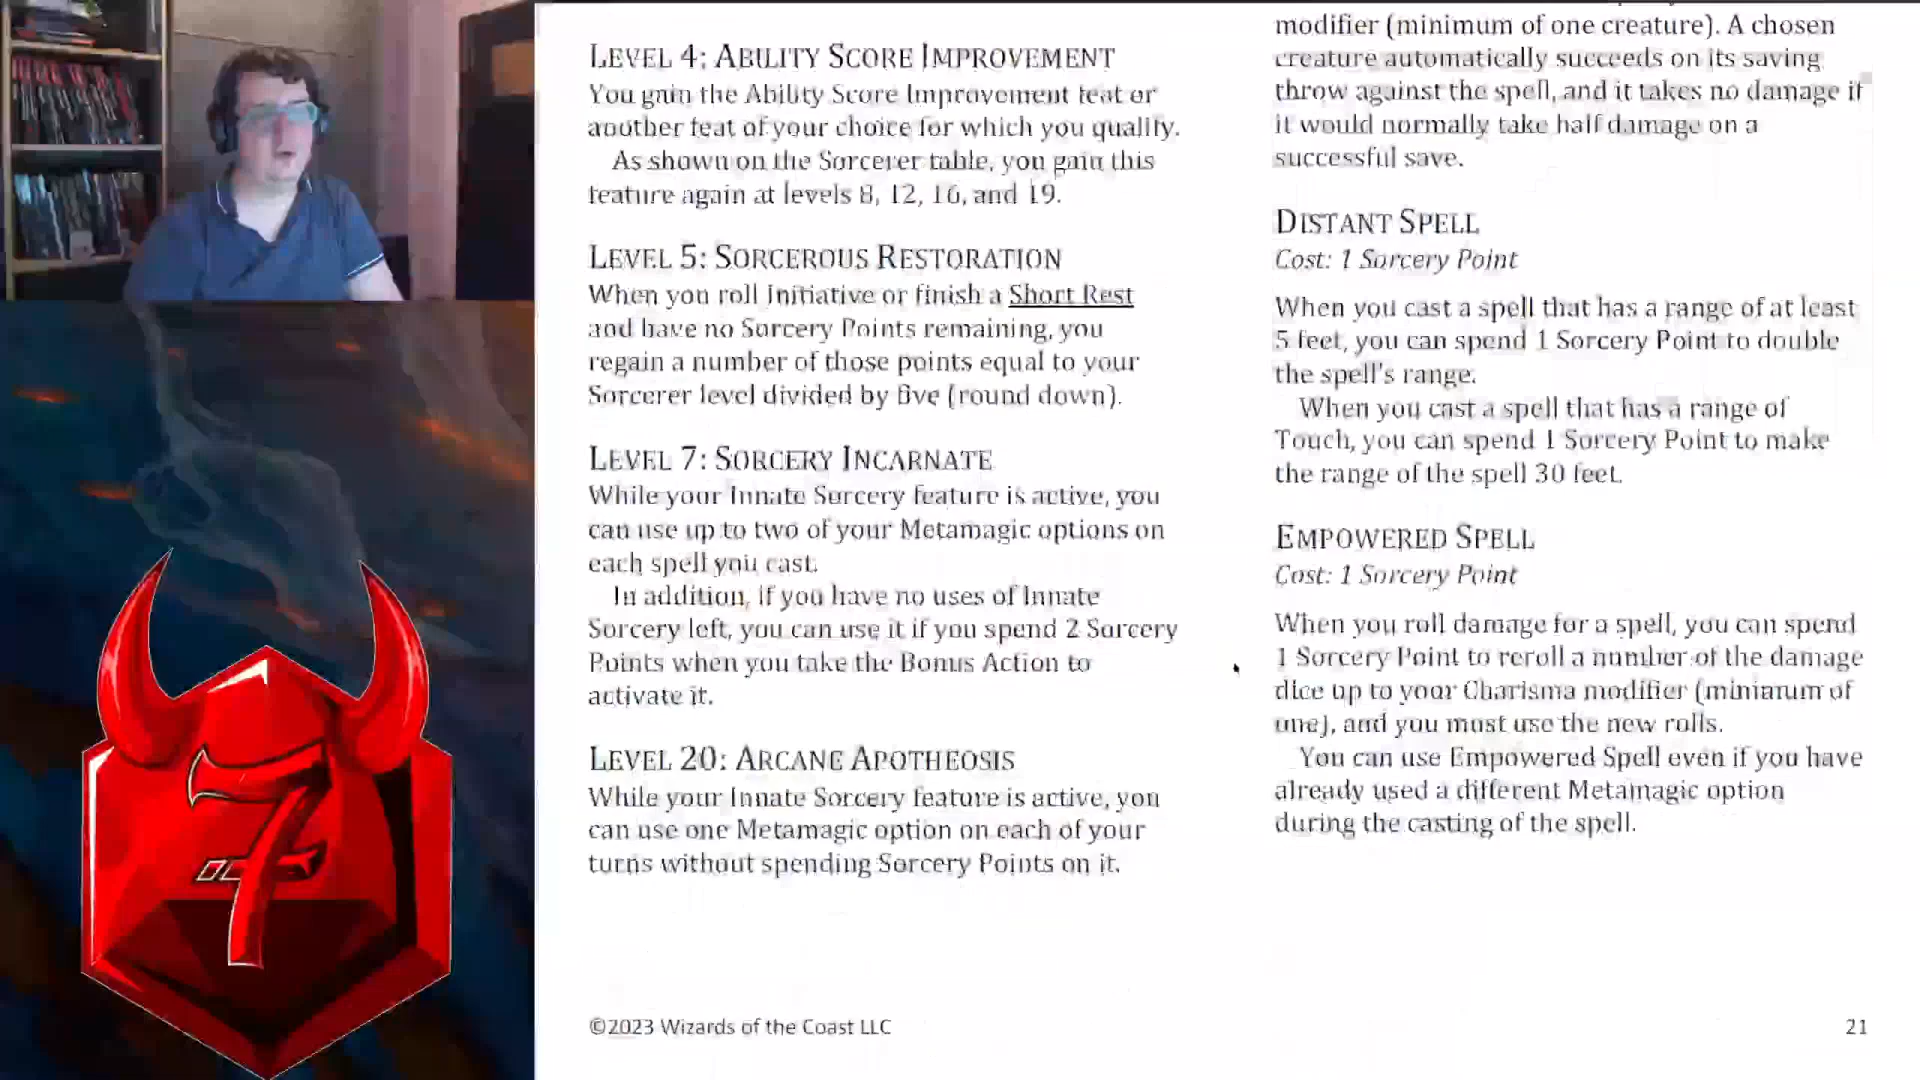 LEVEL 4: ABILITY SCORE IMPROVEMENT
You gain the Ability Score Improvement feat or
another feat of your choice for which you qualify.
As shown on the Sorcerer table, you gain this
feature again at levels 8, 12, 16, and 19.
LEVEL 5: SORCEROUS RESTORATION
When you roll Initiative or finish a Short Rest
and have no Sorcery Points remaining, you
regain a number of those points equal to your
Sorcerer level divided by five (round down).
LEVEL 7: SORCERY INCARNATE
While your Innate Sorcery feature is active, you
can use up to two of your Metamagic options on
each spell you cast.
In addition, if you have no uses of Innate
Sorcery left, you can use it if you spend 2 Sorcery
Points when you take the Bonus Action to
activate it.
LEVEL 20: ARCANE APOTHEOSIS
While your Innate Sorcery feature is active, you
can use one Metamagic option on each of your
turns without spending Sorcery Points on it.
modifier (minimum of one creature). A chosen
creature automatically succeeds on its saving
throw against the spell, and it takes no damage if
it would normally take half damage on a
successful save.
DISTANT SPELL
Cost: 1 Sorcery Point
When you cast a spell that has a range of at least
5 feet, you can spend 1 Sorcery Point to double
the spell's range.
When you cast a spell that has a range of
Touch, you can spend 1 Sorcery Point to make
the range of the spell 30 feet.
EMPOWERED SPELL
Cost: 1 Sorcery Point
When you roll damage for a spell, you can spend
1 Sorcery Point to reroll a number of the damage
dice up to your Charisma modifier (minimum of
one), and you must use the new rolls.
You can use Empowered Spell even if you have
already used a different Metamagic option
during the casting of the spell.
©2023 Wizards of the Coast LLC
21
7